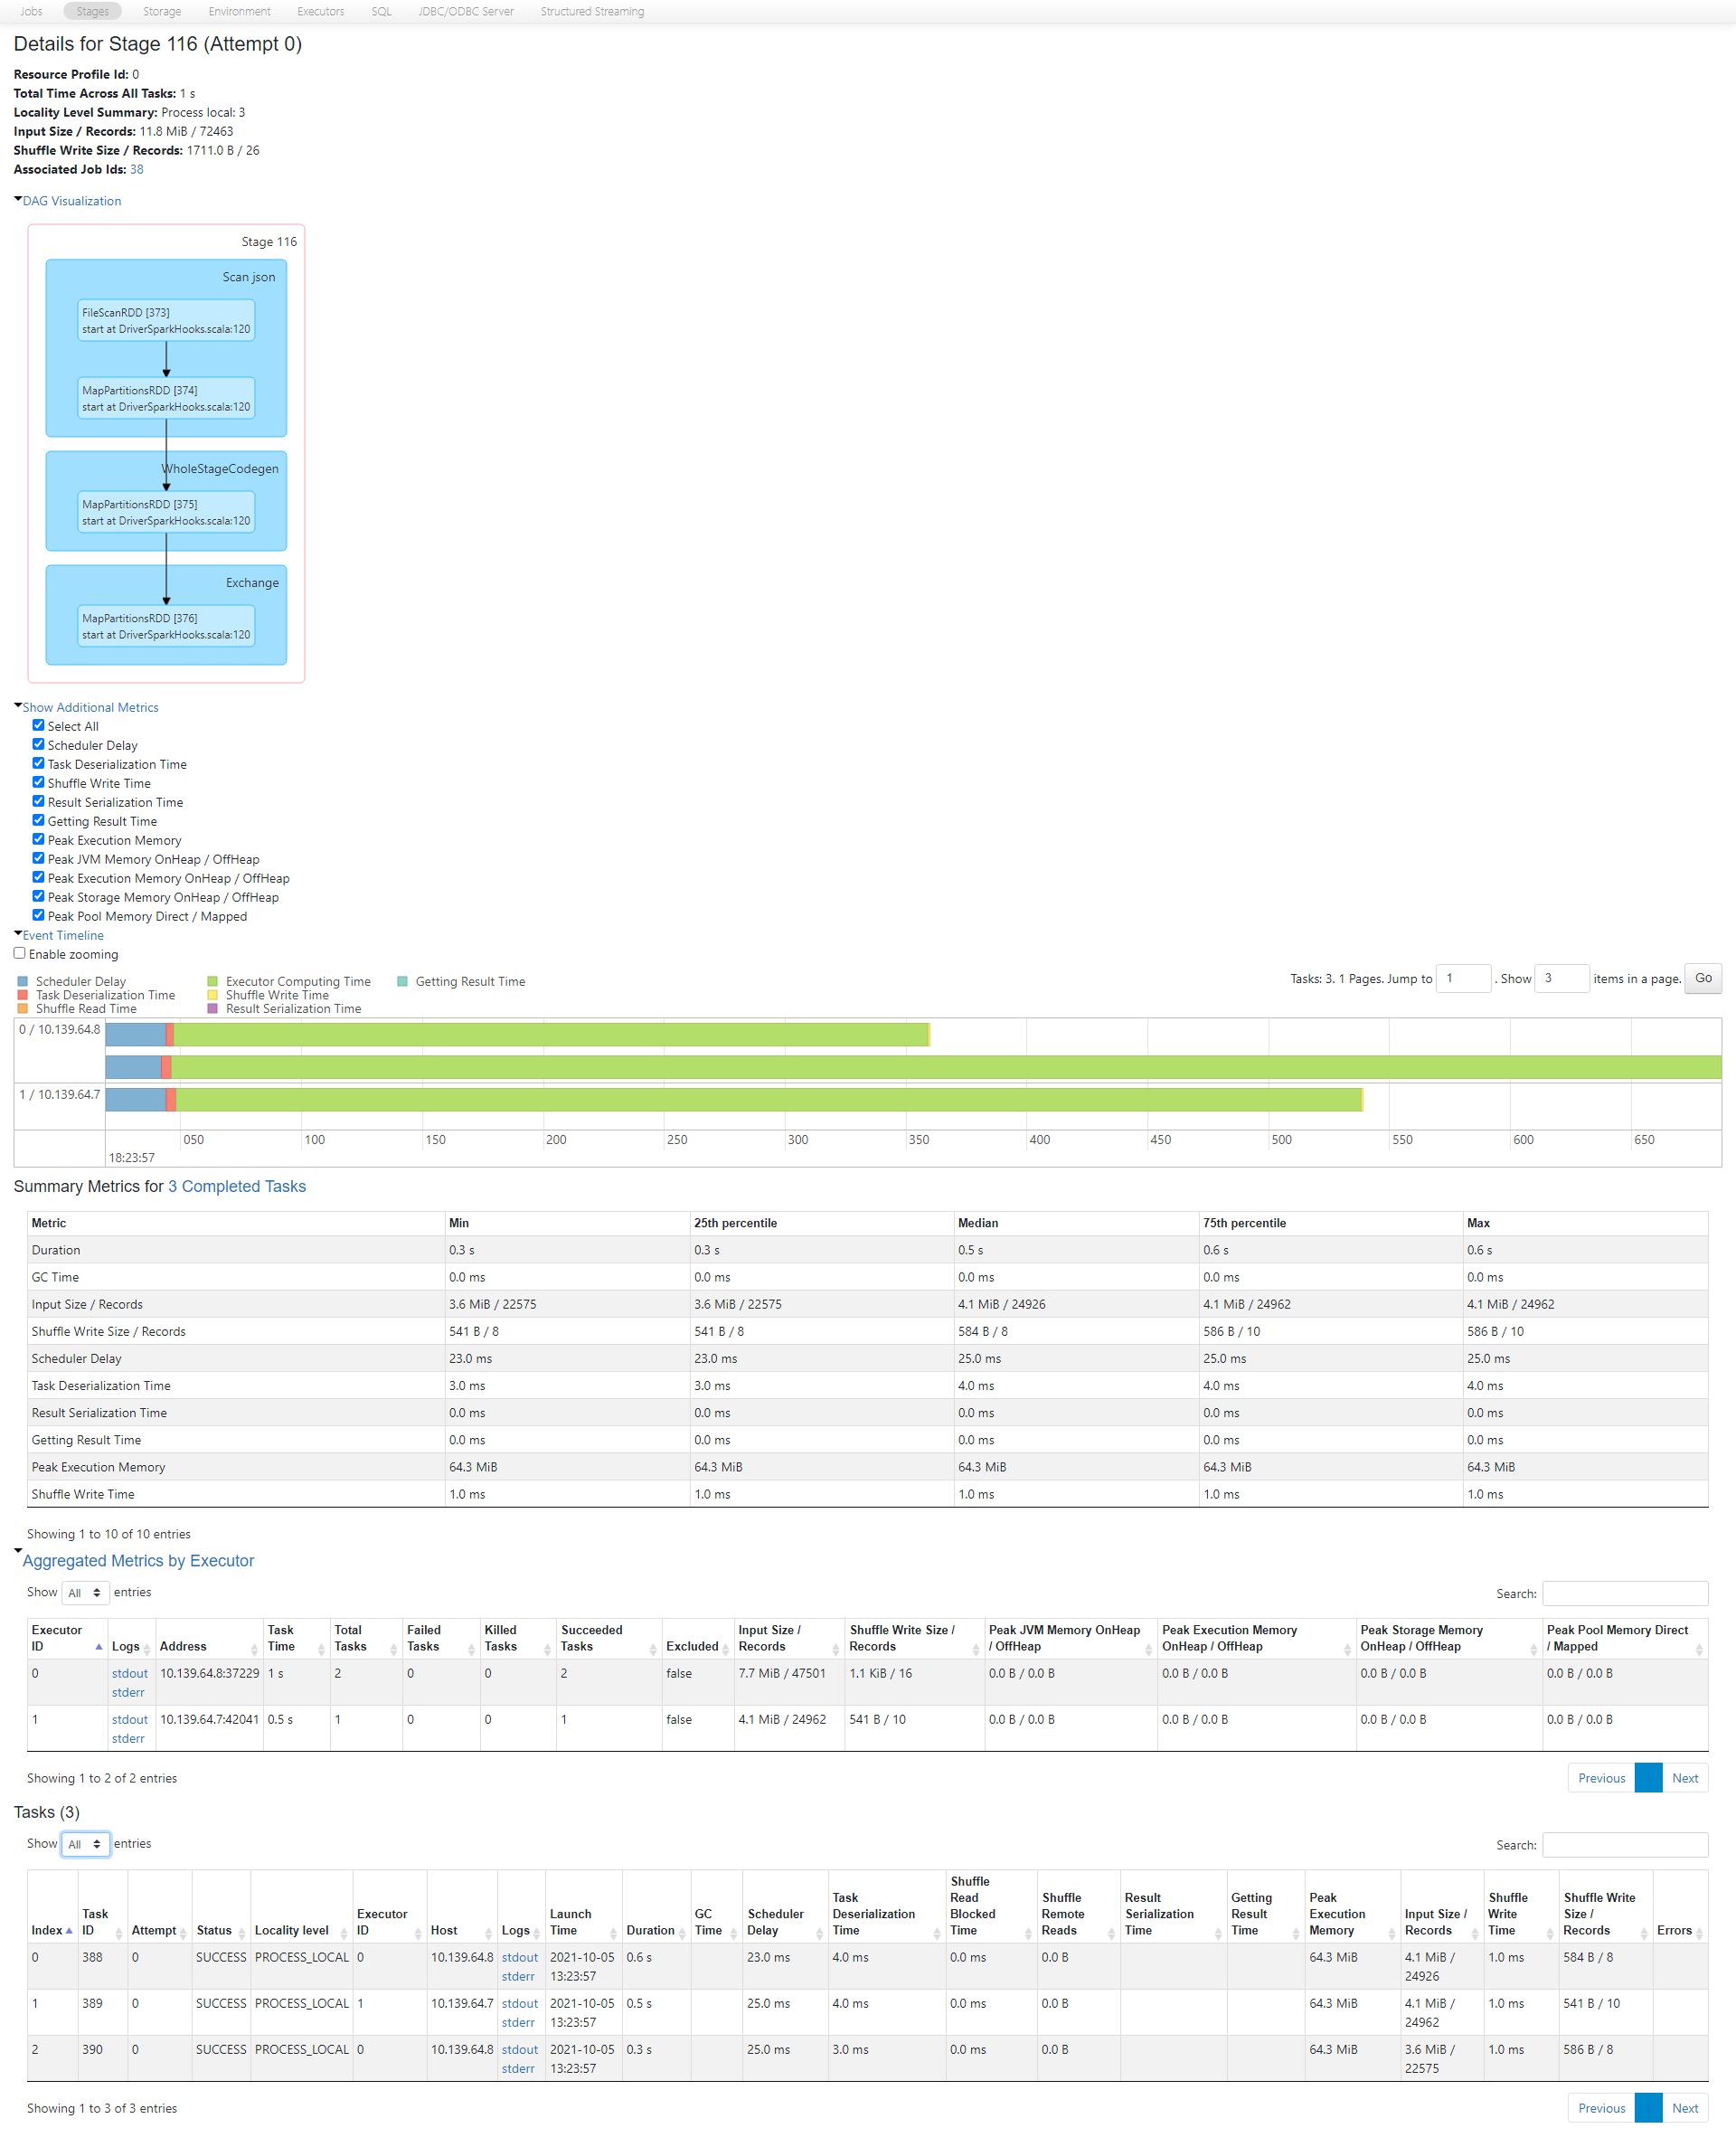 Jobs Stages Storage Environment Executors SQL JDBC/ODBC Server Structured Streaming
Details for Stage 116 (Attempt 0)
Resource Profile Id: 0
Total Time Across All Tasks: 1 s
Locality Level Summary: Process local: 3
Input Size / Records: 11.8 MiB / 72463
Shuffle Write Size / Records: 1711.0 B / 26
Associated Job Ids: 38
DAG Visualization
Stage 116
Scan json
FileScanRDD [373]
start at DriverSparkHooks.scala:120
MapPartitionsRDD [374]
start at DriverSparkHooks.scala:120
WholeStageCodegen
MapPartitionsRDD [375]
start at DriverSparkHooks.scala:120
Exchange
MapPartitionsRDD [376]
start at DriverSparkHooks.scala:120
Show Additional Metrics
Select All
Scheduler Delay
Task Deserialization Time
Shuffle Write Time
Result Serialization Time
Getting Result Time
Peak Execution Memory
Peak JVM Memory OnHeap / OffHeap
Peak Execution Memory OnHeap / OffHeap
Peak Storage Memory OnHeap / OffHeap
Peak Pool Memory Direct / Mapped
Event Timeline
Enable zooming
Tasks: 3. 1 Pages. Jump to 1 . Show 3 items in a page. Go
Scheduler Delay Executor Computing Time Getting Result Time
Task Deserialization Time Shuffle Write Time
Shuffle Read Time Result Serialization Time
0 / 10.139.64.8
1 / 10.139.64.7
050 100 150 200 250 300 350 400 450 500 550 600 650
18:23:57
Summary Metrics for 3 Completed Tasks
Metric Min 25th percentile Median 75th percentile Max
Duration 0.3 s 0.3 s 0.5 s 0.6 s 0.6 s
GC Time 0.0 ms 0.0 ms 0.0 ms 0.0 ms 0.0 ms
Input Size / Records 3.6 MiB / 22575 3.6 MiB / 22575 4.1 MiB / 24926 4.1 MiB / 24962 4.1 MiB / 24962
Shuffle Write Size / Records 541 B / 8 541 B / 8 584 B / 8 586 B / 10 586 B / 10
Scheduler Delay 23.0 ms 23.0 ms 25.0 ms 25.0 ms 25.0 ms
Task Deserialization Time 3.0 ms 3.0 ms 4.0 ms 4.0 ms 4.0 ms
Result Serialization Time 0.0 ms 0.0 ms 0.0 ms 0.0 ms 0.0 ms
Getting Result Time 0.0 ms 0.0 ms 0.0 ms 0.0 ms 0.0 ms
Peak Execution Memory 64.3 MiB 64.3 MiB 64.3 MiB 64.3 MiB 64.3 MiB
Shuffle Write Time 1.0 ms 1.0 ms 1.0 ms 1.0 ms 1.0 ms
Showing 1 to 10 of 10 entries
Aggregated Metrics by Executor
Show All entries Search:
Executor ID Logs Address Task Time Total Tasks Failed Tasks Killed Tasks Succeeded Tasks Excluded Input Size / Records Shuffle Write Size / Records Peak JVM Memory OnHeap / OffHeap Peak Execution Memory OnHeap / OffHeap Peak Storage Memory OnHeap / OffHeap Peak Pool Memory Direct / Mapped
0 stdout 10.139.64.8:37229 1 s 2 0 0 2 false 7.7 MiB / 47501 1.1 KiB / 16 0.0 B / 0.0 B 0.0 B / 0.0 B 0.0 B / 0.0 B 0.0 B / 0.0 B
stderr
1 stdout 10.139.64.7:42041 0.5 s 1 0 0 1 false 4.1 MiB / 24962 541 B / 10 0.0 B / 0.0 B 0.0 B / 0.0 B 0.0 B / 0.0 B 0.0 B / 0.0 B
stderr
Showing 1 to 2 of 2 entries Previous Next
Tasks (3)
Show All entries Search:
Index Task ID Attempt Status Locality level Executor ID Host Logs Launch Time Duration GC Time Scheduler Delay Task Deserialization Time Shuffle Read Blocked Time Shuffle Remote Reads Result Serialization Time Getting Result Time Peak Execution Memory Input Size / Records Shuffle Write Time Shuffle Write Size / Records Errors
0 388 0 SUCCESS PROCESS_LOCAL 0 10.139.64.8 stdout 2021-10-05 0.6 s 23.0 ms 4.0 ms 0.0 ms 0.0 B 64.3 MiB 4.1 MiB / 1.0 ms 584 B / 8
stderr 13:23:57 24926
1 389 0 SUCCESS PROCESS_LOCAL 1 10.139.64.7 stdout 2021-10-05 0.5 s 25.0 ms 4.0 ms 0.0 ms 0.0 B 64.3 MiB 4.1 MiB / 1.0 ms 541 B / 10
stderr 13:23:57 24962
2 390 0 SUCCESS PROCESS_LOCAL 0 10.139.64.8 stdout 2021-10-05 0.3 s 25.0 ms 3.0 ms 0.0 ms 0.0 B 64.3 MiB 3.6 MiB / 1.0 ms 586 B / 8
stderr 13:23:57 22575
Showing 1 to 3 of 3 entries Previous Next